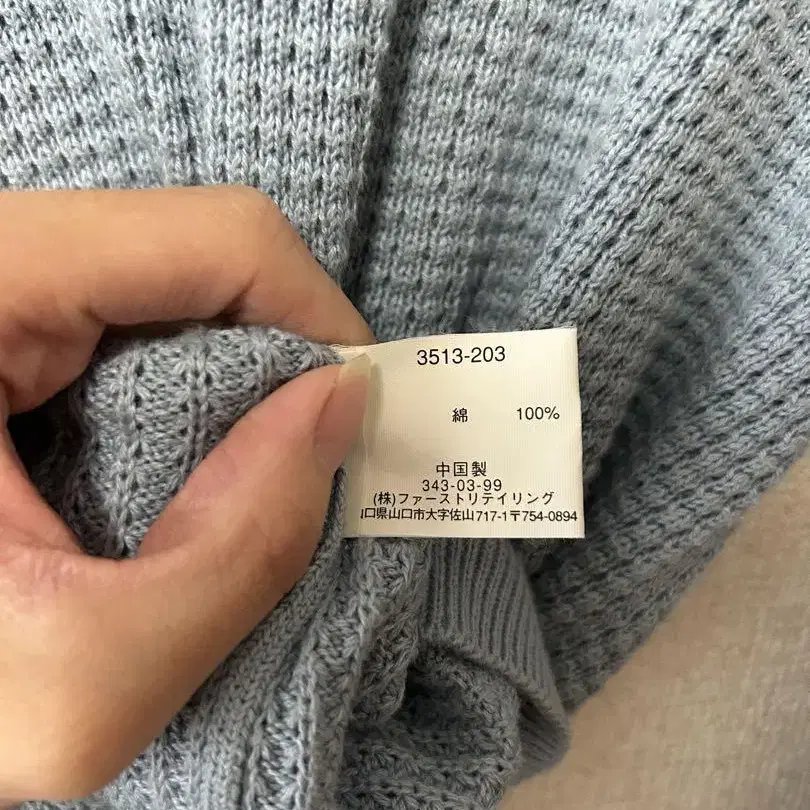 3513-203
綿 100%
中国製
343-03-99
(株)ファーストリテイリング
口県山口市大字佐山717-1〒754-0894